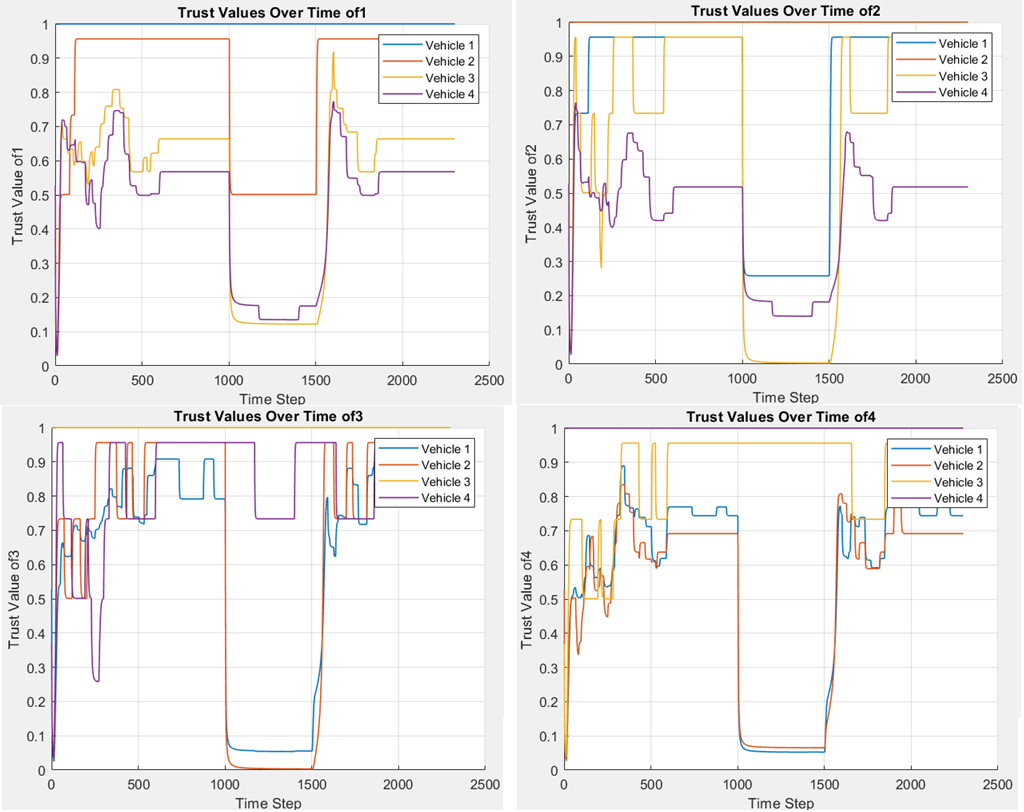 Trust Values Over Time of1
Trust Value of1
1
0.9
0.8
0.7
0.6
0.5
0.4
0.3
0.2
0.1
0
0 500 1000 1500 2000 2500
Time Step
Vehicle 1
Vehicle 2
Vehicle 3
Vehicle 4
Trust Values Over Time of2
Trust Value of2
1
0.9
0.8
0.7
0.6
0.5
0.4
0.3
0.2
0.1
0
0 500 1000 1500 2000 2500
Time Step
Vehicle 1
Vehicle 2
Vehicle 3
Vehicle 4
Trust Values Over Time of3
Trust Value of3
1
0.9
0.8
0.7
0.6
0.5
0.4
0.3
0.2
0.1
0
0 500 1000 1500 2000 2500
Time Step
Vehicle 1
Vehicle 2
Vehicle 3
Vehicle 4
Trust Values Over Time of4
Trust Value of4
1
0.9
0.8
0.7
0.6
0.5
0.4
0.3
0.2
0.1
0
0 500 1000 1500 2000 2500
Time Step
Vehicle 1
Vehicle 2
Vehicle 3
Vehicle 4